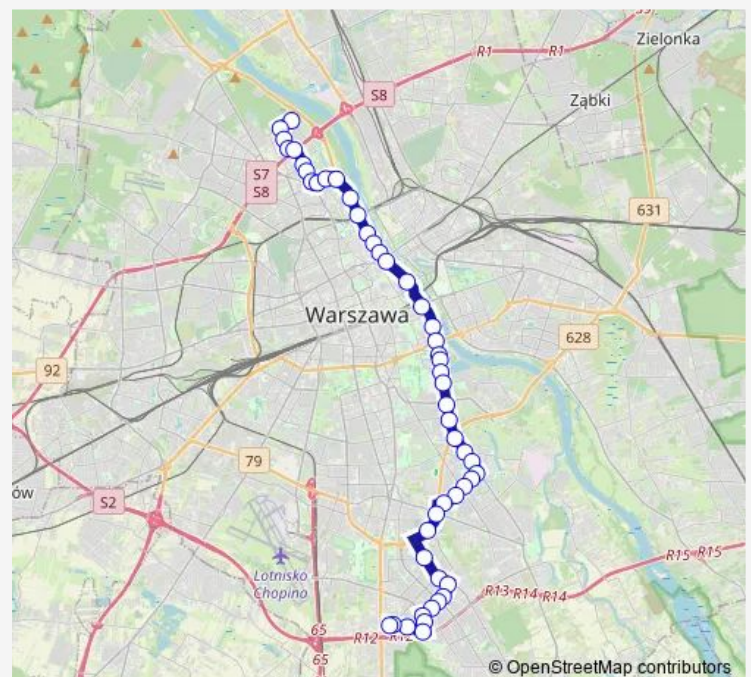 Zielonka
R1
R1
S8
Ząbki
S7
S8
631
Warszawa
628
92
79
ów
S2
Lotnisko
Chopina
R15 R15
R13 R14 R14
65
R12
65
© OpenStreetMap contributors